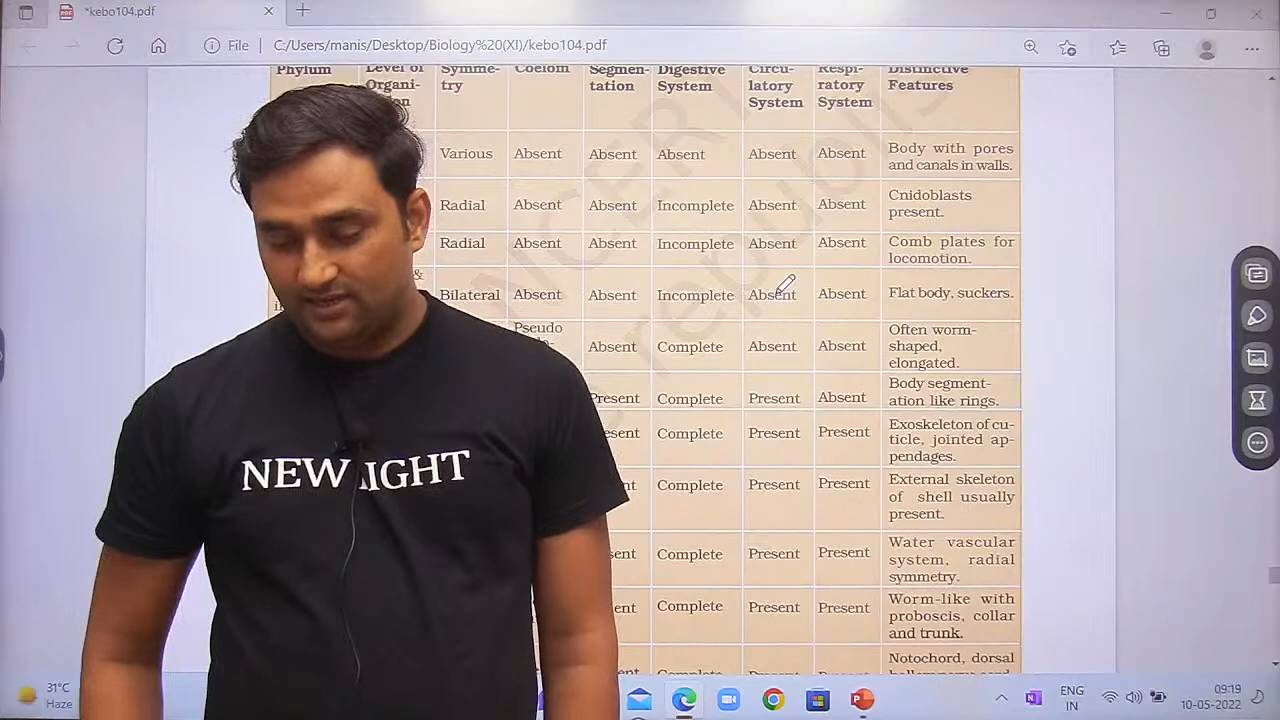 *kebo104.pdf
File C:/Users/manis/Desktop/Biology%20(XI)/kebo104.pdf
Phylum Level of Organi- Symme-try Coelom Segmen-tation Digestive System Circu-latory System Respi-ratory System Distinctive Features
Various Absent Absent Absent Absent Absent Body with pores and canals in walls.
Radial Absent Absent Incomplete Absent Absent Cnidoblasts present.
Radial Absent Absent Incomplete Absent Absent Comb plates for locomotion.
& Bilateral Absent Absent Incomplete Absent Absent Flat body, suckers.
Pseudo Absent Complete Absent Absent Often worm-shaped, elongated.
Present Complete Present Absent Body segment-ation like rings.
Complete Present Present Exoskeleton of cu-ticle, jointed ap-pendages.
Complete Present Present External skeleton of shell usually present.
Complete Present Present Water vascular system, radial symmetry.
Complete Present Present Worm-like with proboscis, collar and trunk.
Notochord, dorsal
NCERT
republis
NEW LIGHT
31°C
Haze
ENG
IN
09:19
10-05-2022